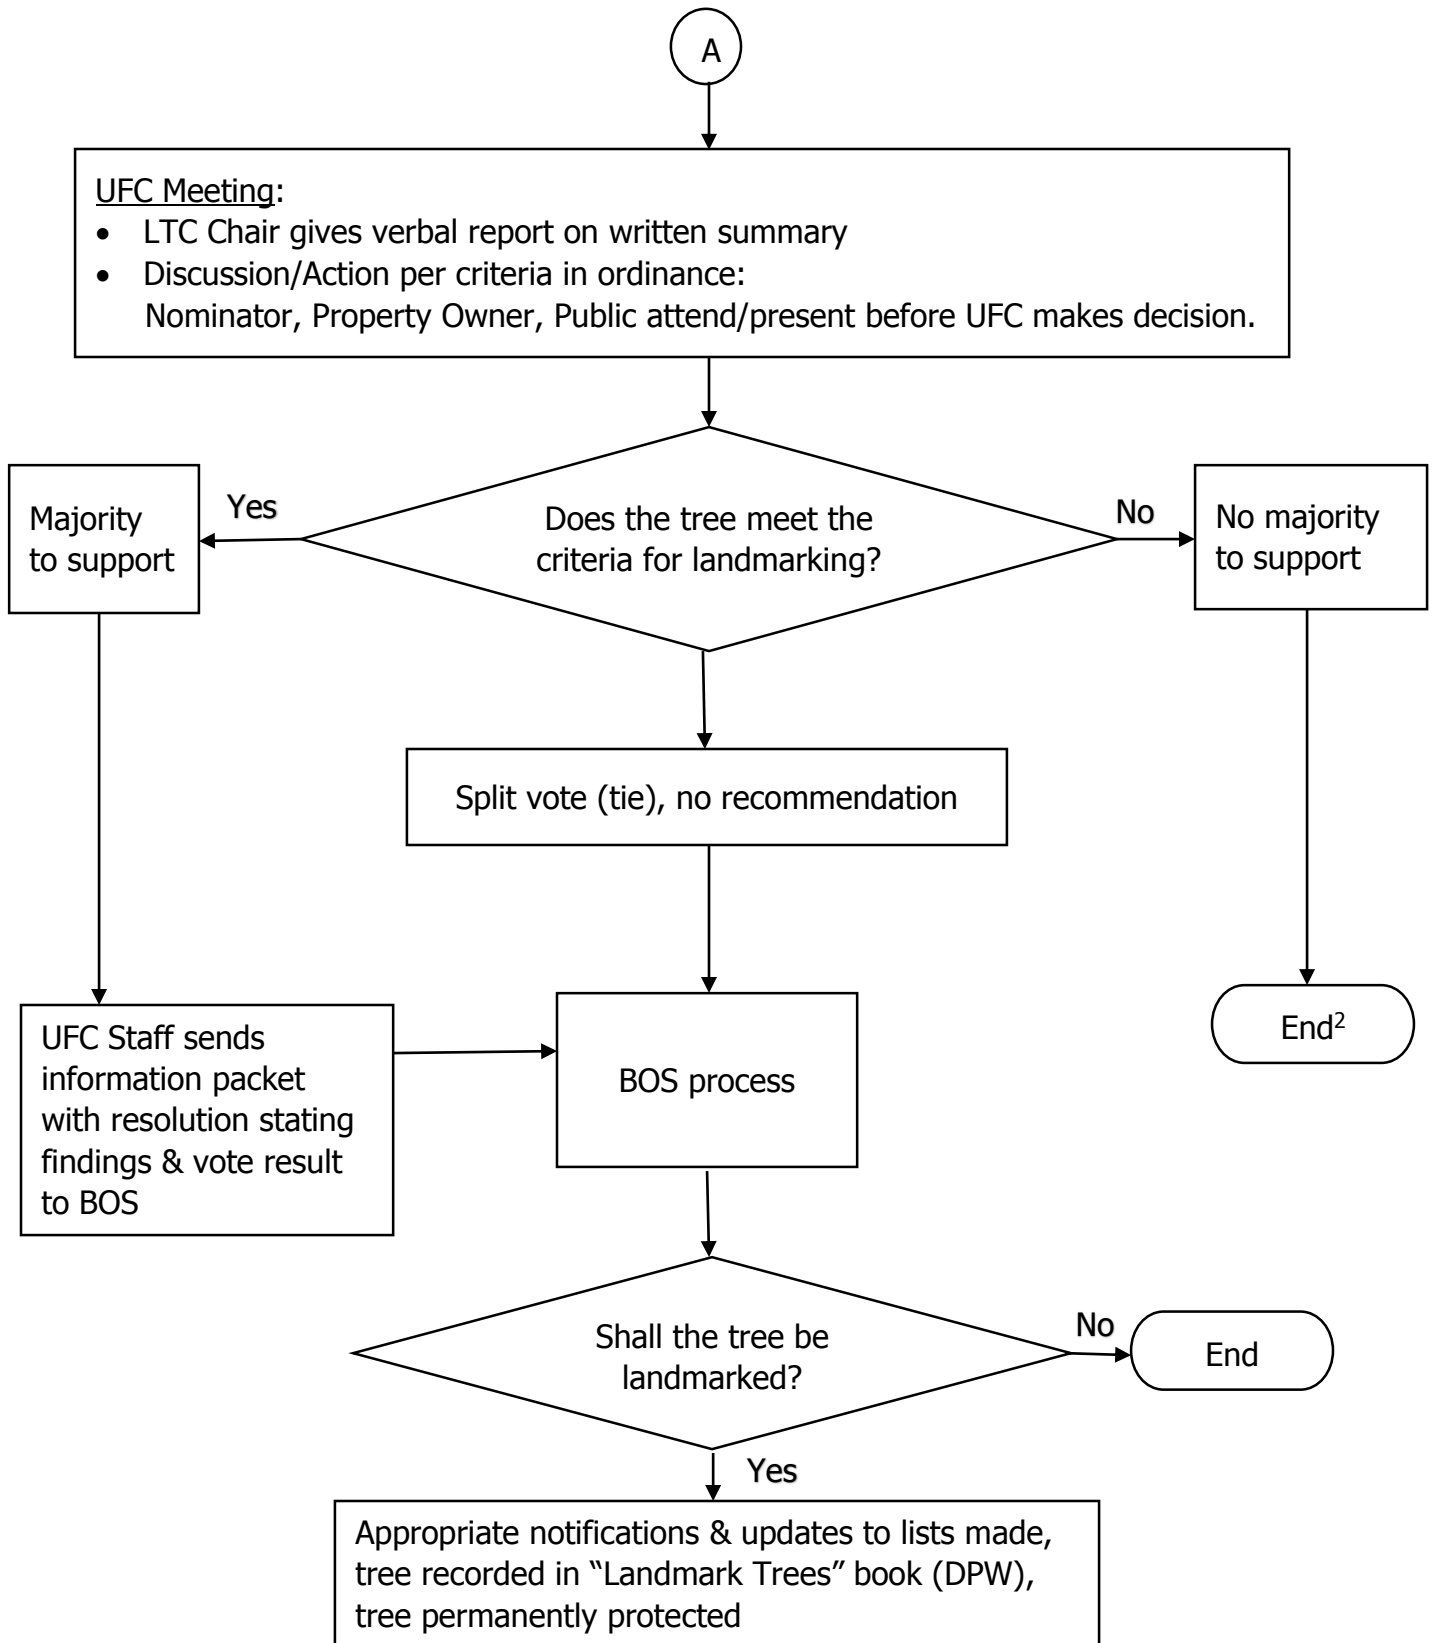 A
UFC Meeting:
• LTC Chair gives verbal report on written summary
• Discussion/Action per criteria in ordinance:
Nominator, Property Owner, Public attend/present before UFC makes decision.
Majority
to support
Yes
Does the tree meet the
criteria for landmarking?
No
No majority
to support
Split vote (tie), no recommendation
UFC Staff sends
information packet
with resolution stating
findings & vote result
to BOS
BOS process
End²
Shall the tree be
landmarked?
No
End
Yes
Appropriate notifications & updates to lists made,
tree recorded in “Landmark Trees” book (DPW),
tree permanently protected